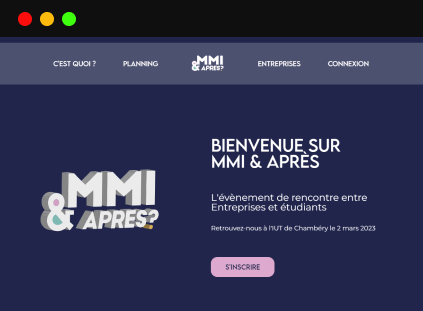 C'EST QUOI ?
PLANNING
MMI
& APRES?
ENTREPRISES
CONNEXION
MMI
& APRES?
BIENVENUE SUR
MMI & APRÈS
L'évènement de rencontre entre
Entreprises et étudiants
Retrouvez-nous à l'IUT de Chambéry le 2 mars 2023
S'INSCRIRE